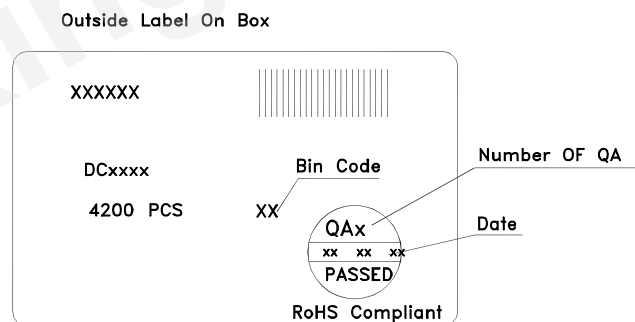 Outside Label On Box
XXXXXX
DCxxxx
Bin Code
Number OF QA
4200 PCS
XX
QAx
Date
xx xx xx
PASSED
RoHS Compliant